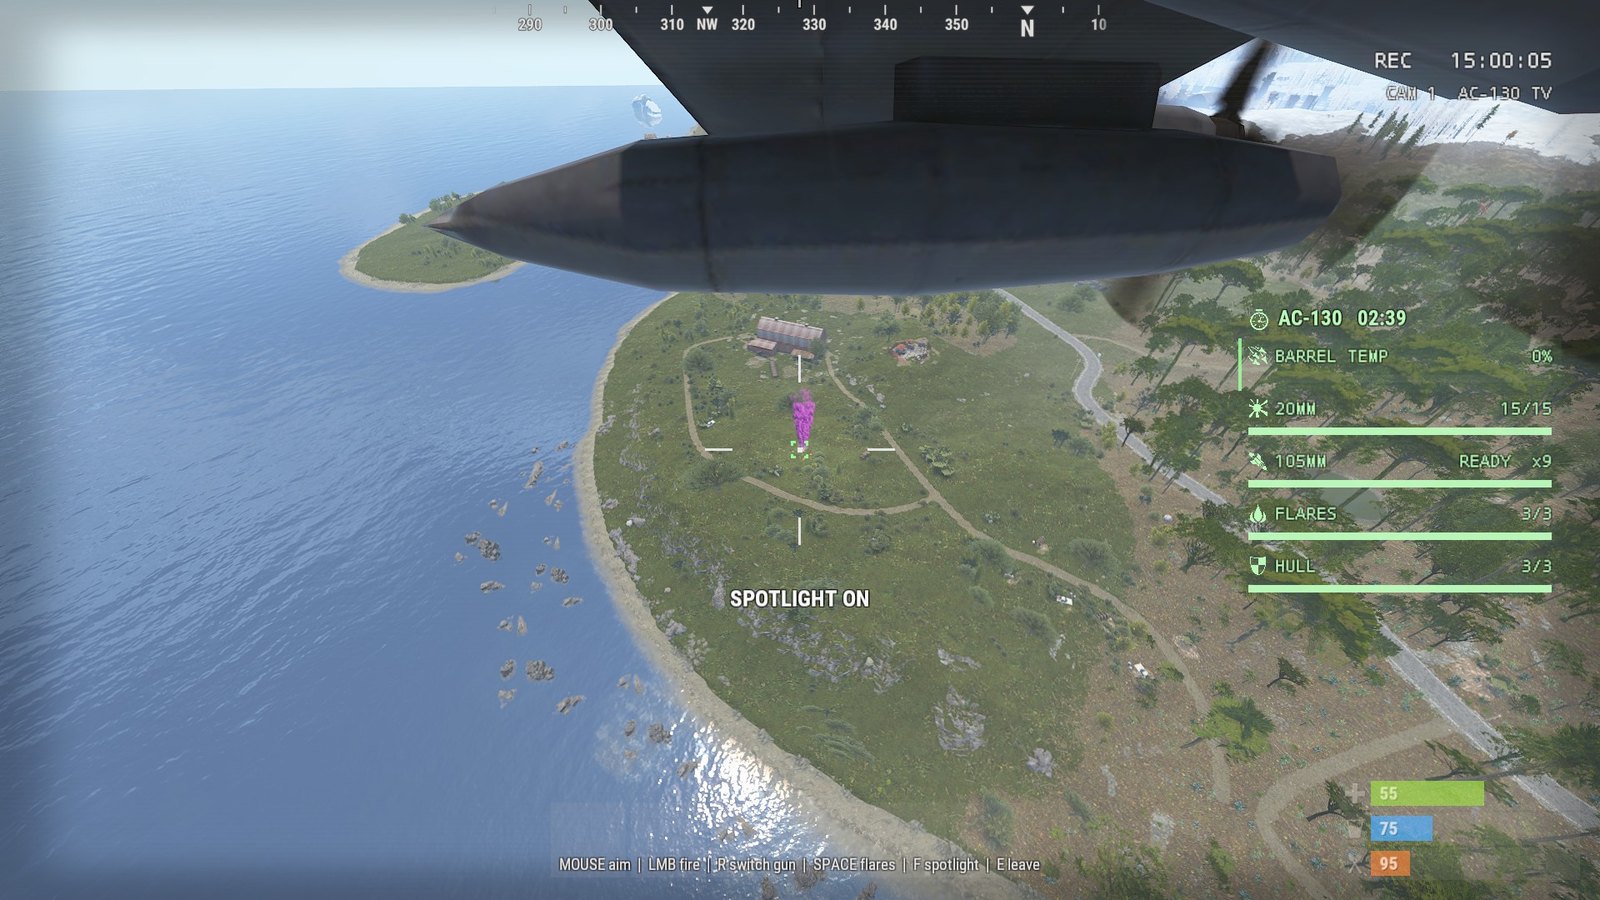 290 300 310 NW 320 330 340 350 N 10
REC 15:00:05
CAM 1 AC-130 TV
AC-130 02:39
BARREL TEMP 0%
20MM 15/15
105MM READY x9
FLARES 3/3
HULL 3/3
SPOTLIGHT ON
55
75
95
MOUSE aim | LMB fire | R switch gun | SPACE flares | F spotlight | E leave